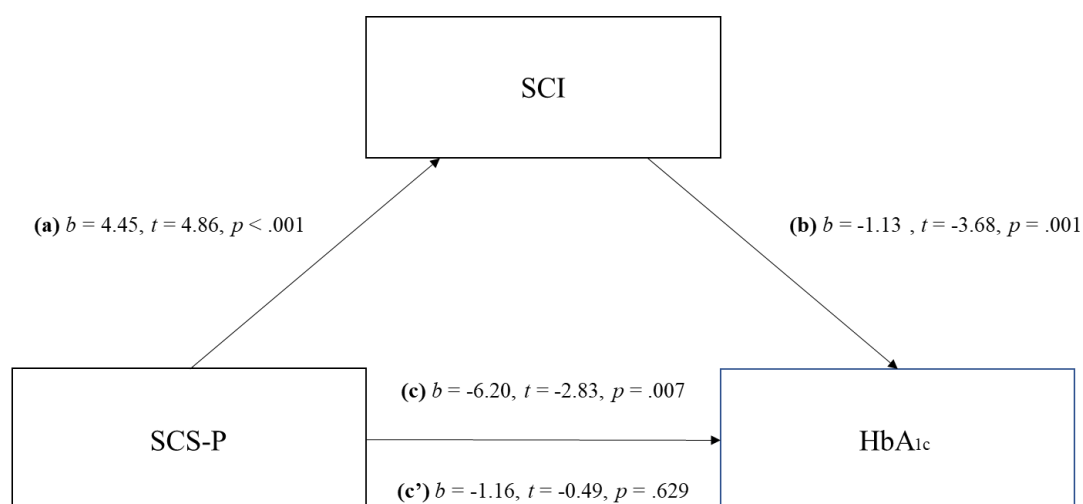 SCI
(a) b = 4.45, t = 4.86, p < .001
(b) b = -1.13 , t = -3.68, p = .001
(c) b = -6.20, t = -2.83, p = .007
SCS-P
HbA1c
(c’) b = -1.16, t = -0.49, p = .629